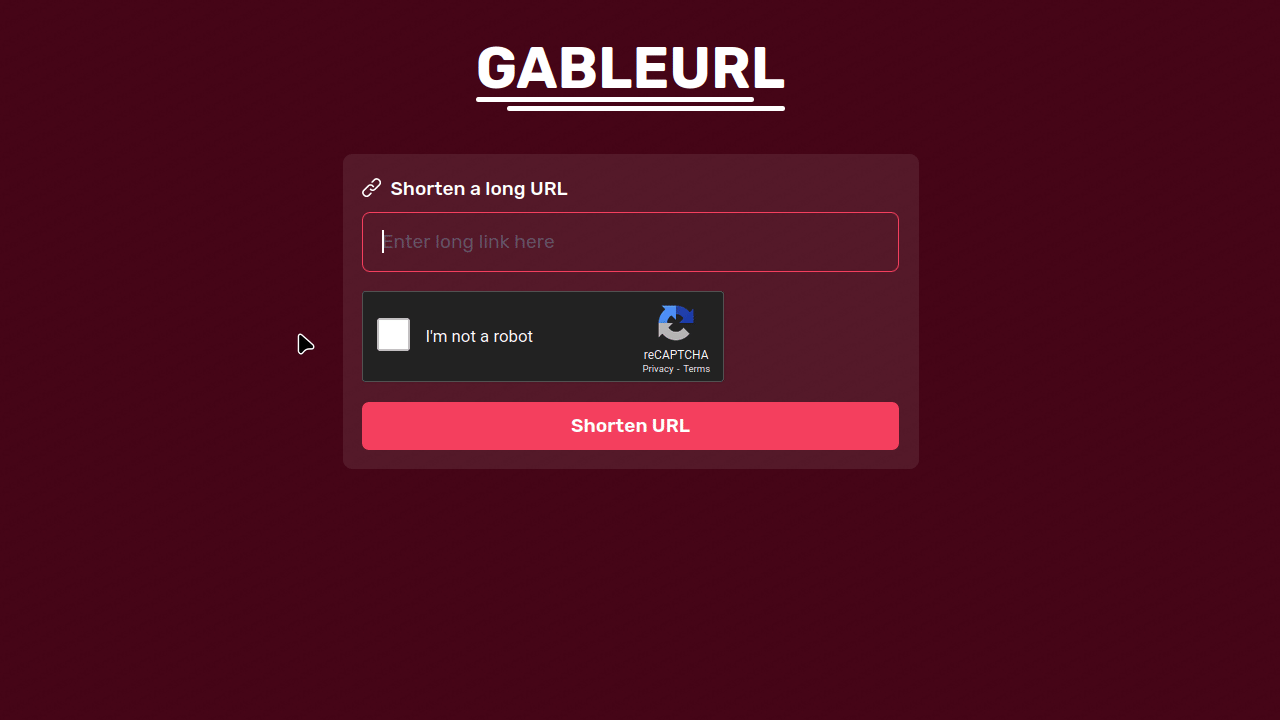 GABLEURL
Shorten a long URL
Enter long link here
I'm not a robot
reCAPTCHA
Privacy - Terms
Shorten URL